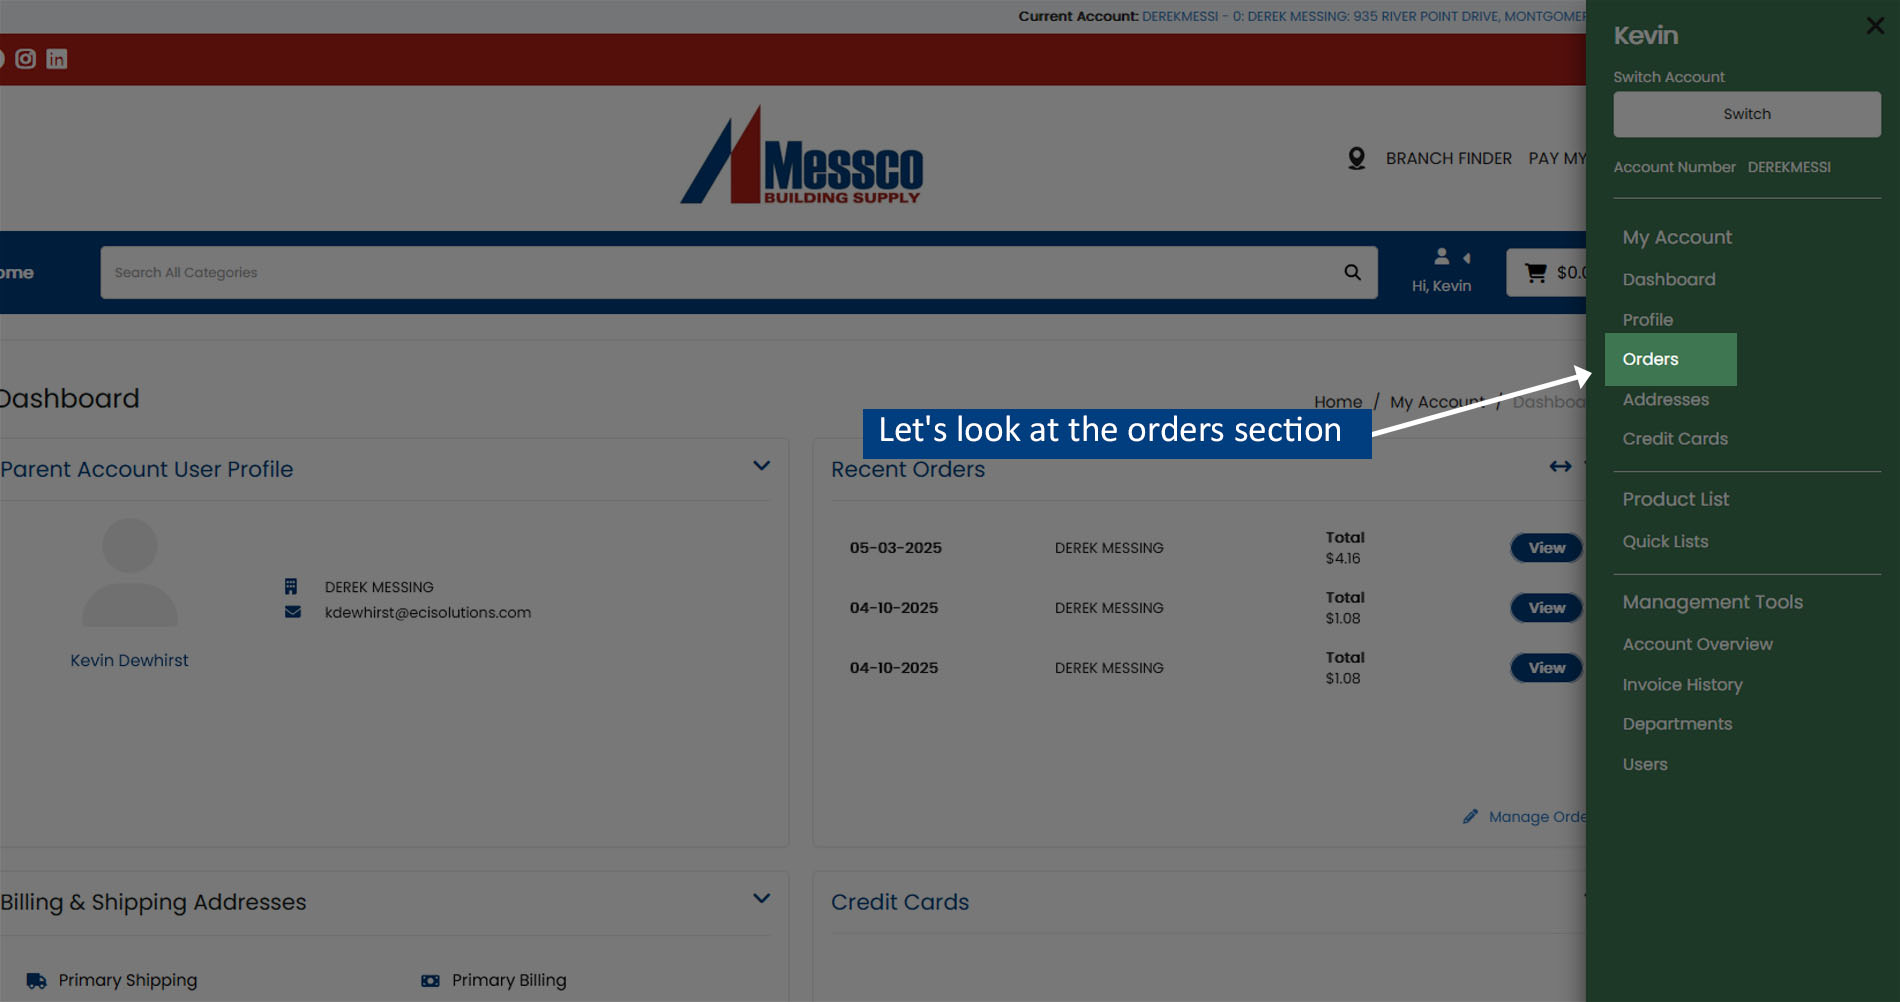 Current Account: DEREKMESSI - 0: DEREK MESSING: 935 RIVER POINT DRIVE,
in
Messco
BUILDING SUPPLY
BRANCH FINDER PAY MY
Search All Categories
Hi, Kevin
Dashboard
Home / My Account / Dashboa
Let's look at the orders section
Parent Account User Profile
DEREK MESSING
kdewhirst@ecisolutions.com
Kevin Dewhirst
Recent Orders
05-03-2025 DEREK MESSING Total $4.16 View
04-10-2025 DEREK MESSING Total $1.08 View
04-10-2025 DEREK MESSING Total $1.08 View
Manage Orde
Billing & Shipping Addresses
Primary Shipping Primary Billing
Credit Cards
Kevin
Switch Account
Switch
Account Number DEREKMESSI
My Account
Dashboard
Profile
Orders
Addresses
Credit Cards
Product List
Quick Lists
Management Tools
Account Overview
Invoice History
Departments
Users